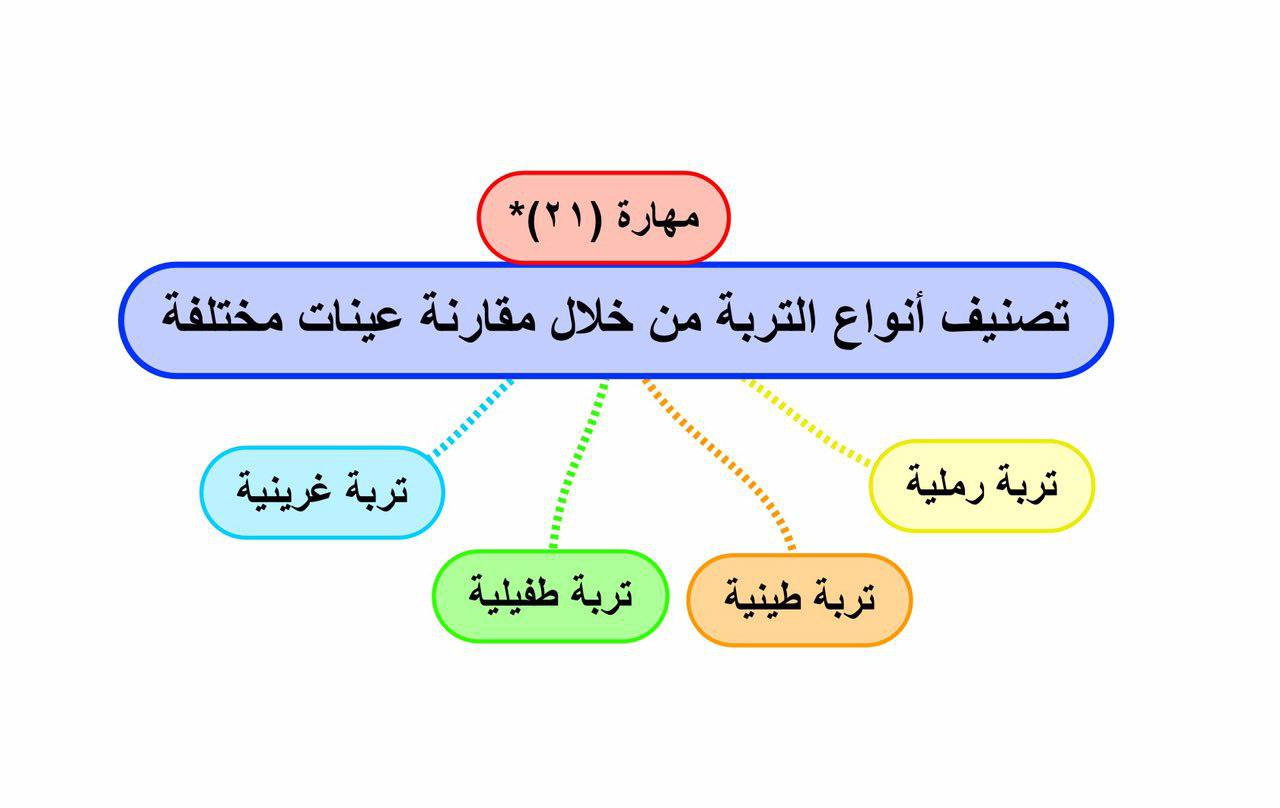 مهارة (٢١)*
تصنيف أنواع التربة من خلال مقارنة عينات مختلفة
تربة رملية
تربة طينية
تربة طفيلية
تربة غرينية